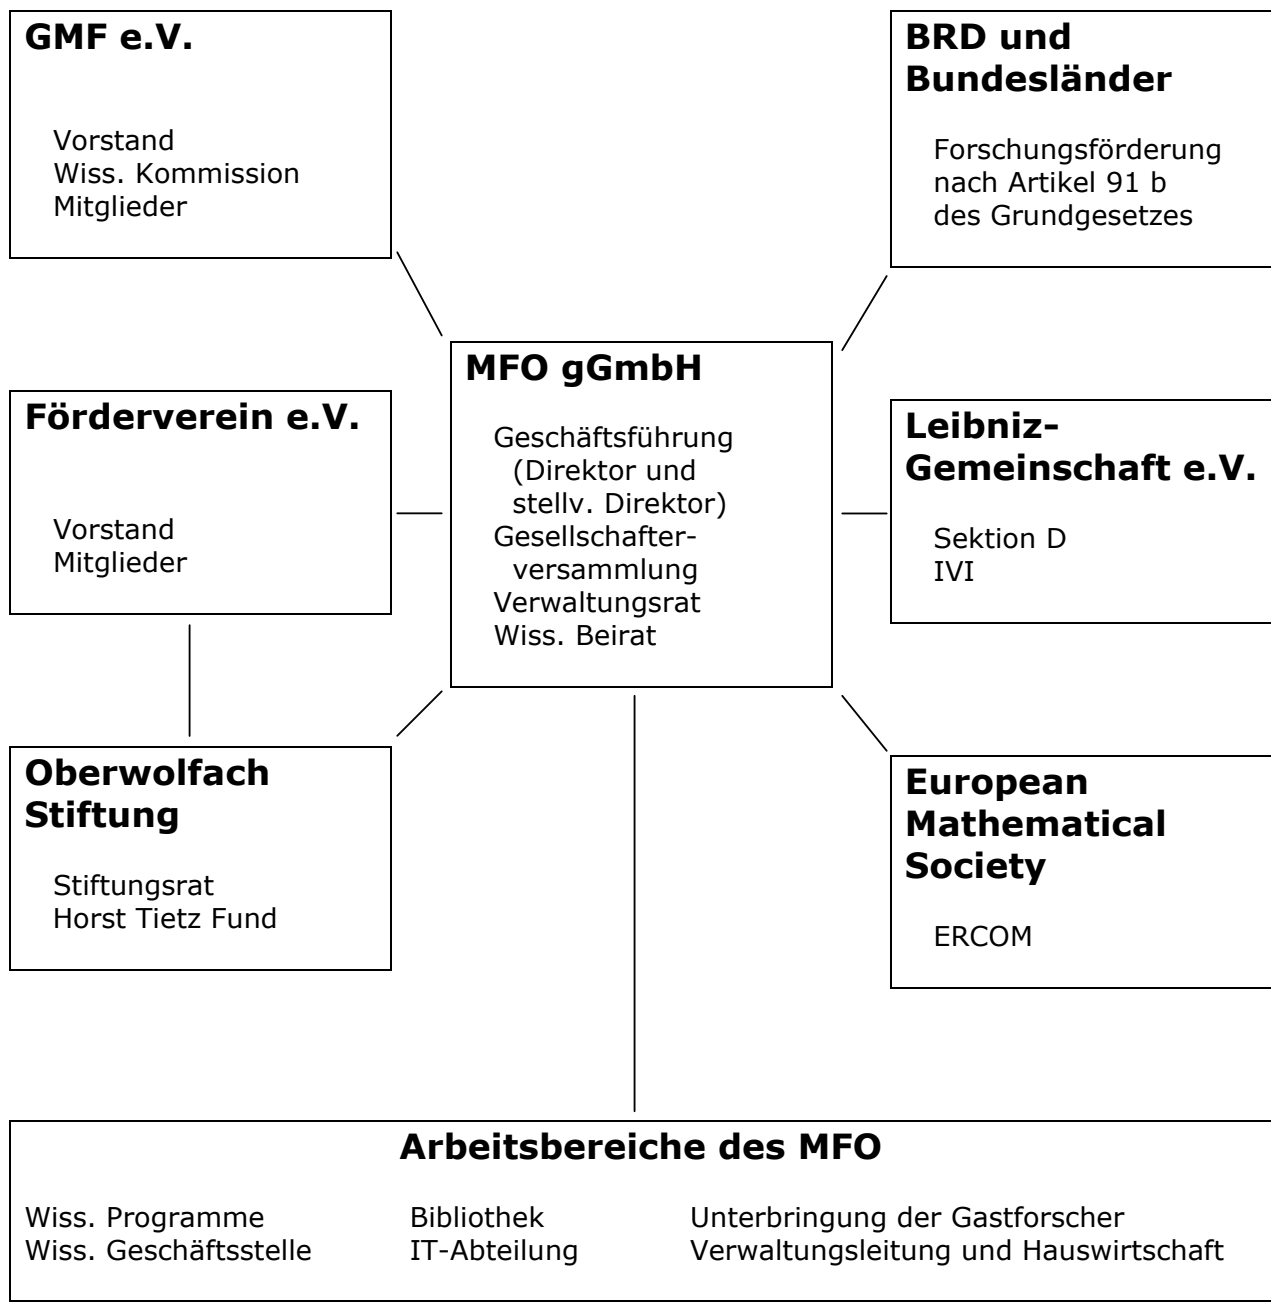 GMF e.V.
Vorstand
Wiss. Kommission
Mitglieder
BRD und
Bundesländer
Forschungsförderung
nach Artikel 91 b
des Grundgesetzes
MFO gGmbH
Geschäftsführung
(Direktor und
stellv. Direktor)
Gesellschafter-
versammlung
Verwaltungsrat
Wiss. Beirat
Förderverein e.V.
Vorstand
Mitglieder
Leibniz-
Gemeinschaft e.V.
Sektion D
IVI
Oberwolfach
Stiftung
Stiftungsrat
Horst Tietz Fund
European
Mathematical
Society
ERCOM
Arbeitsbereiche des MFO
Wiss. Programme Bibliothek Unterbringung der Gastforscher
Wiss. Geschäftsstelle IT-Abteilung Verwaltungsleitung und Hauswirtschaft